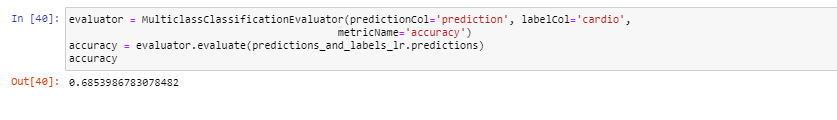 In [40]: evaluator = MulticlassClassificationEvaluator(predictionCol='prediction', labelCol='cardio',
metricName='accuracy')
accuracy = evaluator.evaluate(predictions_and_labels_lr.predictions)
accuracy
Out[40]: 0.6853986783078482